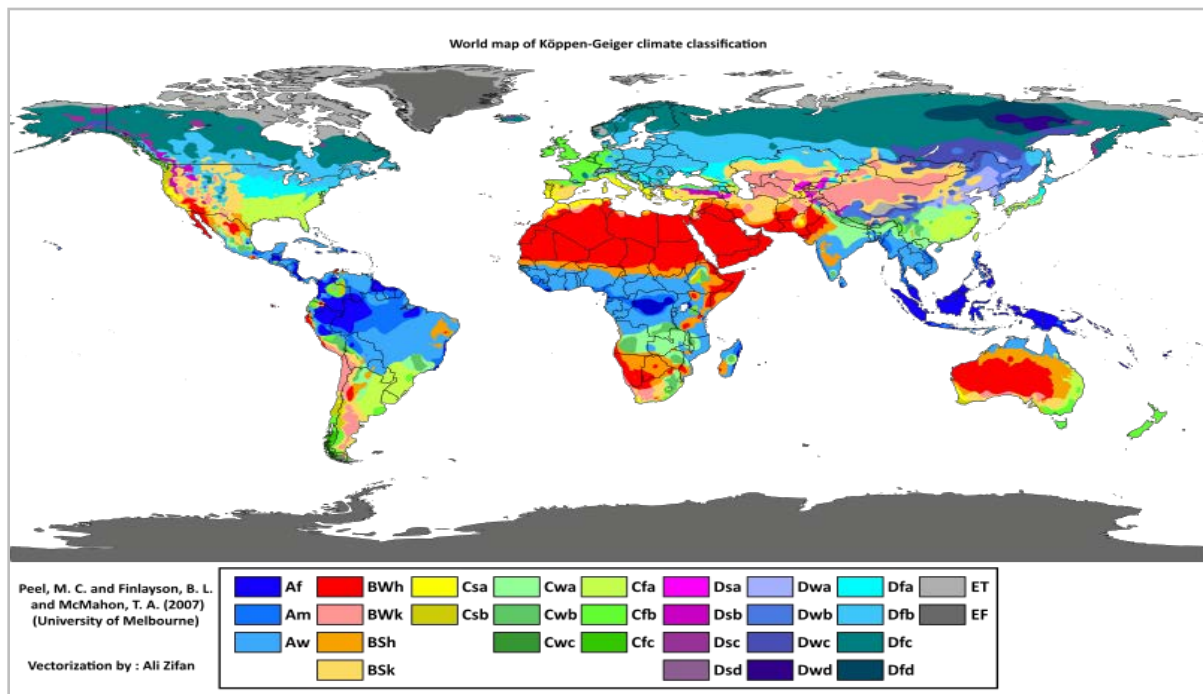 World map of Köppen-Geiger climate classification
Peel, M. C. and Finlayson, B. L.
and McMahon, T. A. (2007)
(University of Melbourne)
Vectorization by : Ali Zifan
Af BWh Csa Cwa Cfa Dsa Dwa Dfa ET
Am BWk Csb Cwb Cfb Dsb Dwb Dfb EF
Aw BSh Cwc Cfc Dsc Dwc Dfc
BSk Dsd Dwd Dfd